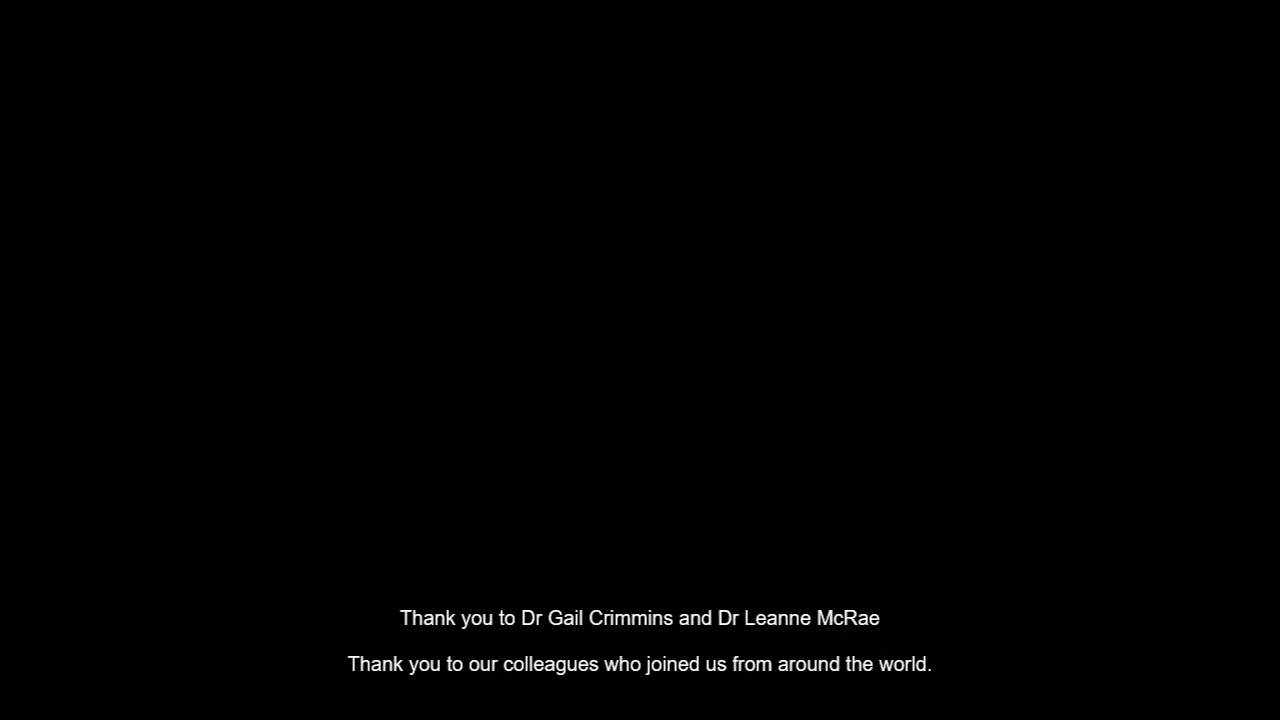 Thank you to Dr Gail Crimmins and Dr Leanne McRae
Thank you to our colleagues who joined us from around the world.